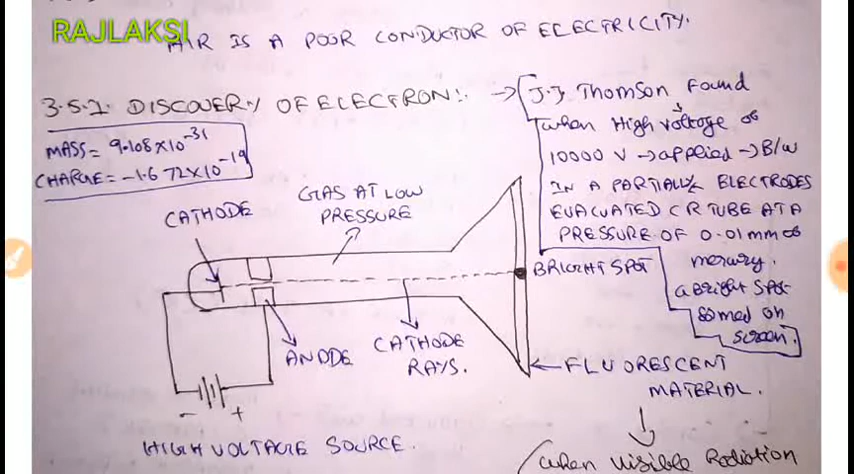 RAJLAKSI
AIR IS A POOR CONDUCTOR OF ELECTRICITY.
3.5.1. DISCOVERY OF ELECTRON:- → J.J. Thomson Found
when High voltage of
10000 V → applied → B/w
IN A PARTIALLY ELECTRODES
EVACUATED CR TUBE AT A
PRESSURE OF 0.01mm of
mercury.
a Bright Spot
formed on
screen.
MASS = 9.108×10⁻³¹
CHARGE = -1.672×10⁻¹⁹
CATHODE
GAS AT LOW
PRESSURE
BRIGHT SPOT
ANODE
CATHODE
RAYS.
FLUORESCENT
MATERIAL.
- +
HIGH VOLTAGE SOURCE.
when visible Radiation